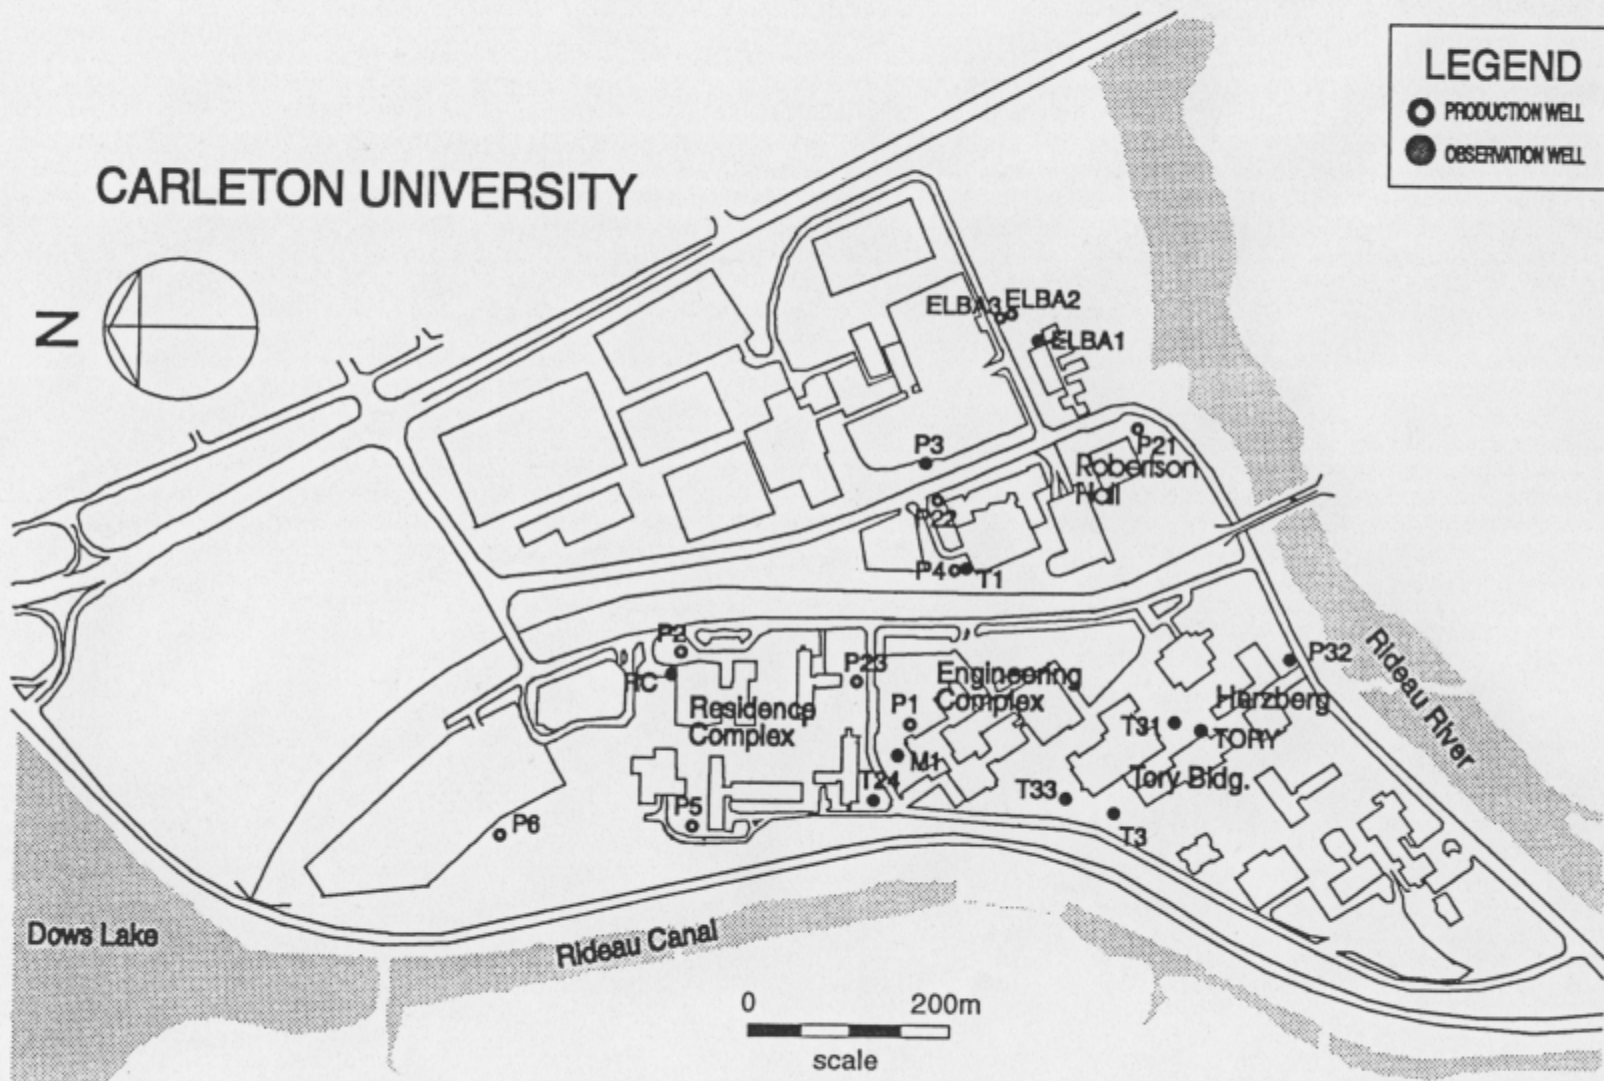 LEGEND
PRODUCTION WELL
OBSERVATION WELL
CARLETON UNIVERSITY
N
ELBA3
ELBA2
ELBA1
P3
P21
Robertson
Hall
P22
P4
T1
P2
RC
P23
Residence
Complex
Engineering
Complex
P1
M1
T24
P32
Herzberg
T31
TORY
Tory Bldg.
T33
T3
P5
P6
Rideau River
Dows Lake
Rideau Canal
0 200m
scale